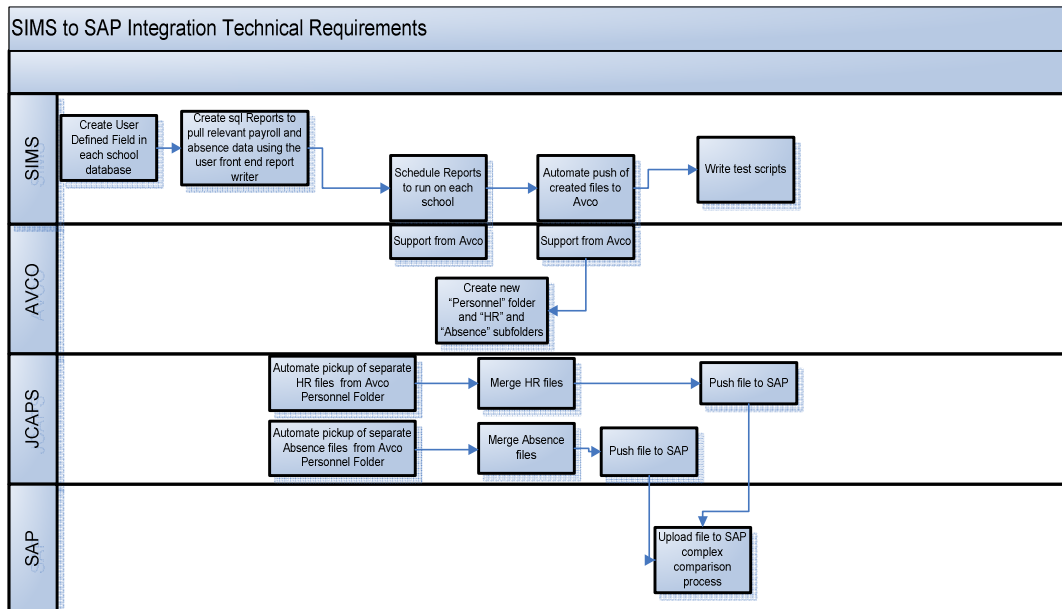 SIMS to SAP Integration Technical Requirements
SIMS
Create User
Defined Field in
each school
database
Create sql Reports to
pull relevant payroll and
absence data using the
user front end report
writer
Schedule Reports
to run on each
school
Automate push of
created files to
Avco
Write test scripts
AVCO
Support from Avco
Support from Avco
Create new
“Personnel” folder
and “HR” and
“Absence” subfolders
JCAPS
Automate pickup of separate
HR files from Avco
Personnel Folder
Merge HR files
Push file to SAP
Automate pickup of separate
Absence files from Avco
Personnel Folder
Merge Absence
files
Push file to SAP
SAP
Upload file to SAP
complex
comparison
process